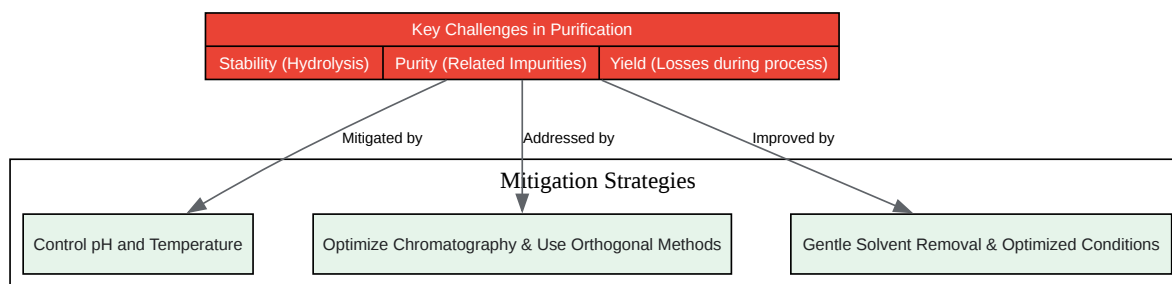 Key Challenges in Purification
Stability (Hydrolysis)
Purity (Related Impurities)
Yield (Losses during process)
Mitigated by
Addressed by
Improved by
Mitigation Strategies
Control pH and Temperature
Optimize Chromatography & Use Orthogonal Methods
Gentle Solvent Removal & Optimized Conditions